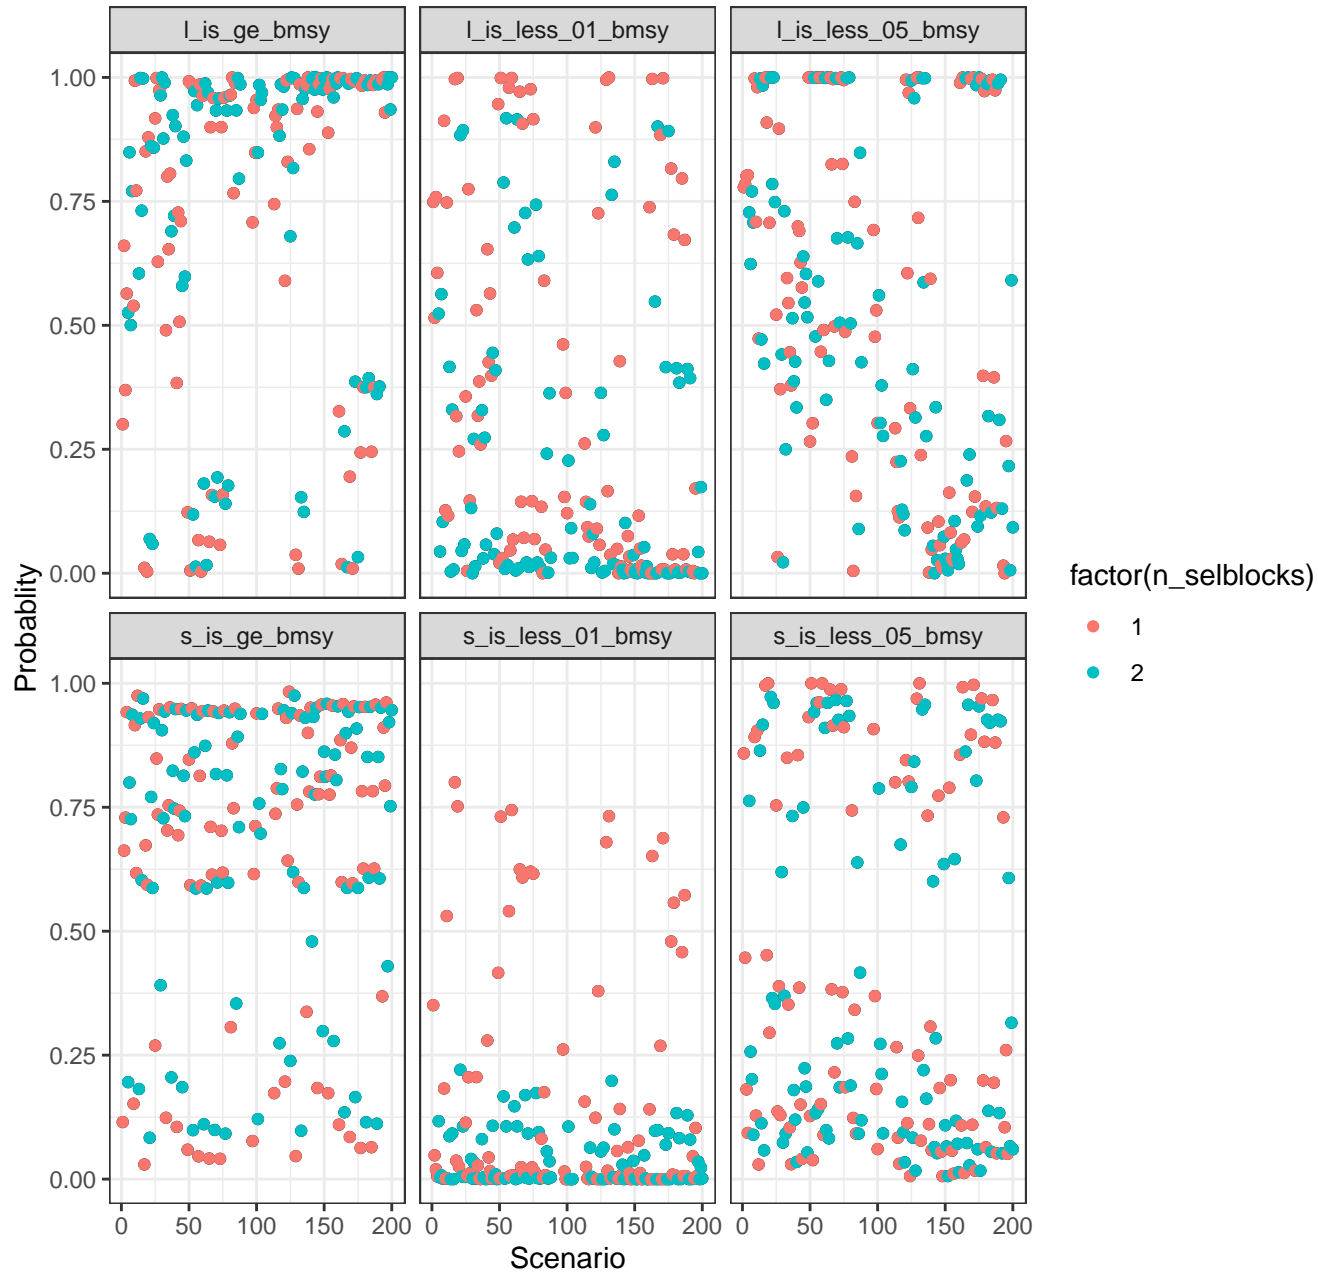 l_is_ge_bmsy l_is_less_01_bmsy l_is_less_05_bmsy
1.00
0.75
0.50
0.25
0.00
s_is_ge_bmsy s_is_less_01_bmsy s_is_less_05_bmsy
1.00
0.75
0.50
0.25
0.00
0 50 100 150 200 0 50 100 150 200 0 50 100 150 200
Scenario
Probablity
factor(n_selblocks)
1
2